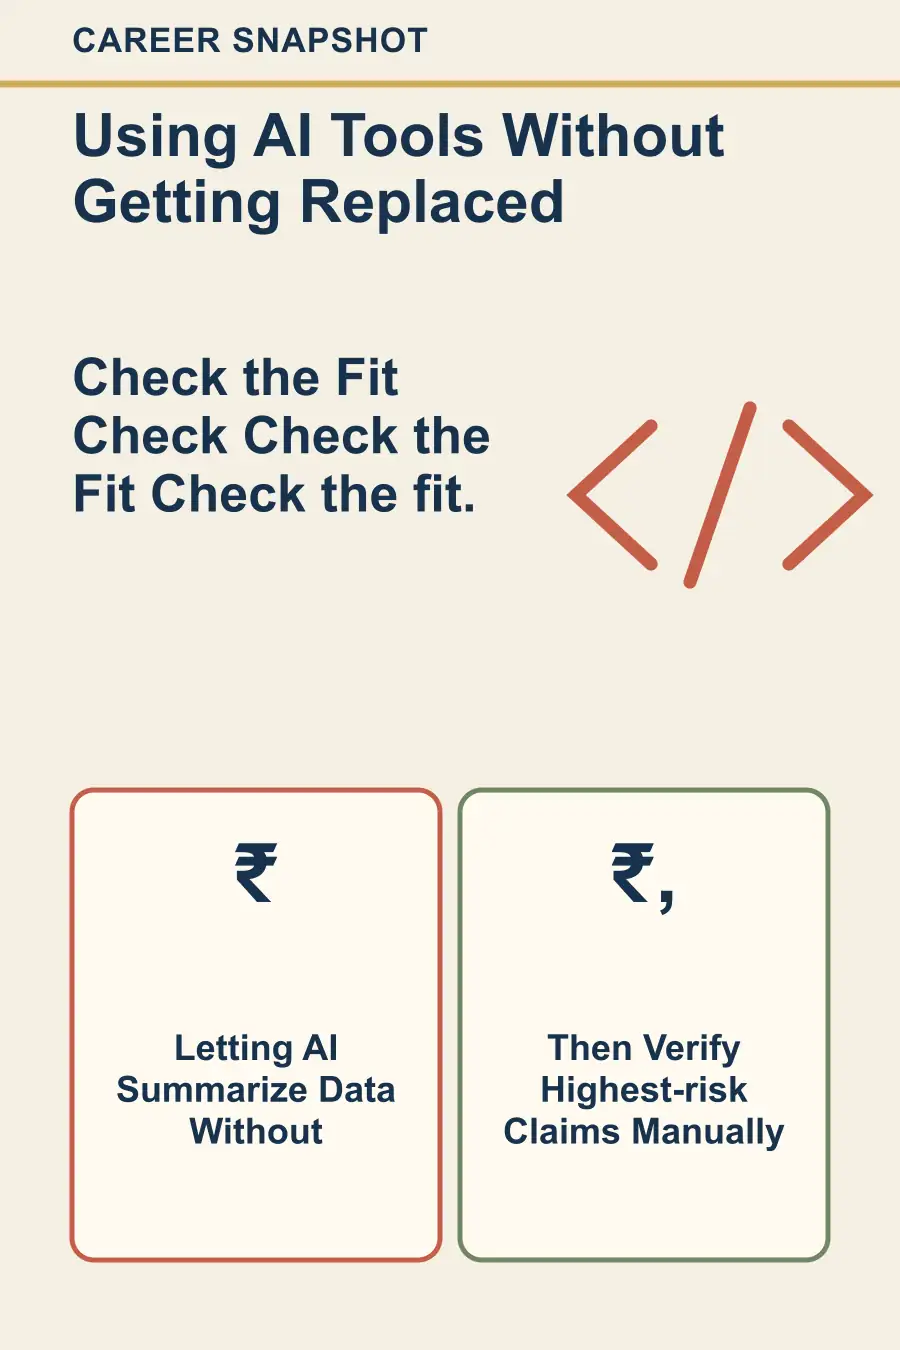 CAREER SNAPSHOT
Using AI Tools Without
Getting Replaced
Check the Fit
Check Check the
Fit Check the fit.
₹
Letting AI
Summarize Data
Without
₹,
Then Verify
Highest-risk
Claims Manually